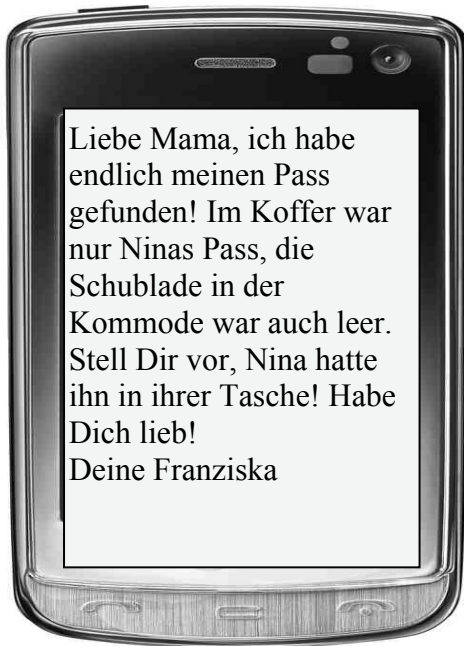 Liebe Mama, ich habe
endlich meinen Pass
gefunden! Im Koffer war
nur Ninas Pass, die
Schublade in der
Kommode war auch leer.
Stell Dir vor, Nina hatte
ihn in ihrer Tasche! Habe
Dich lieb!
Deine Franziska